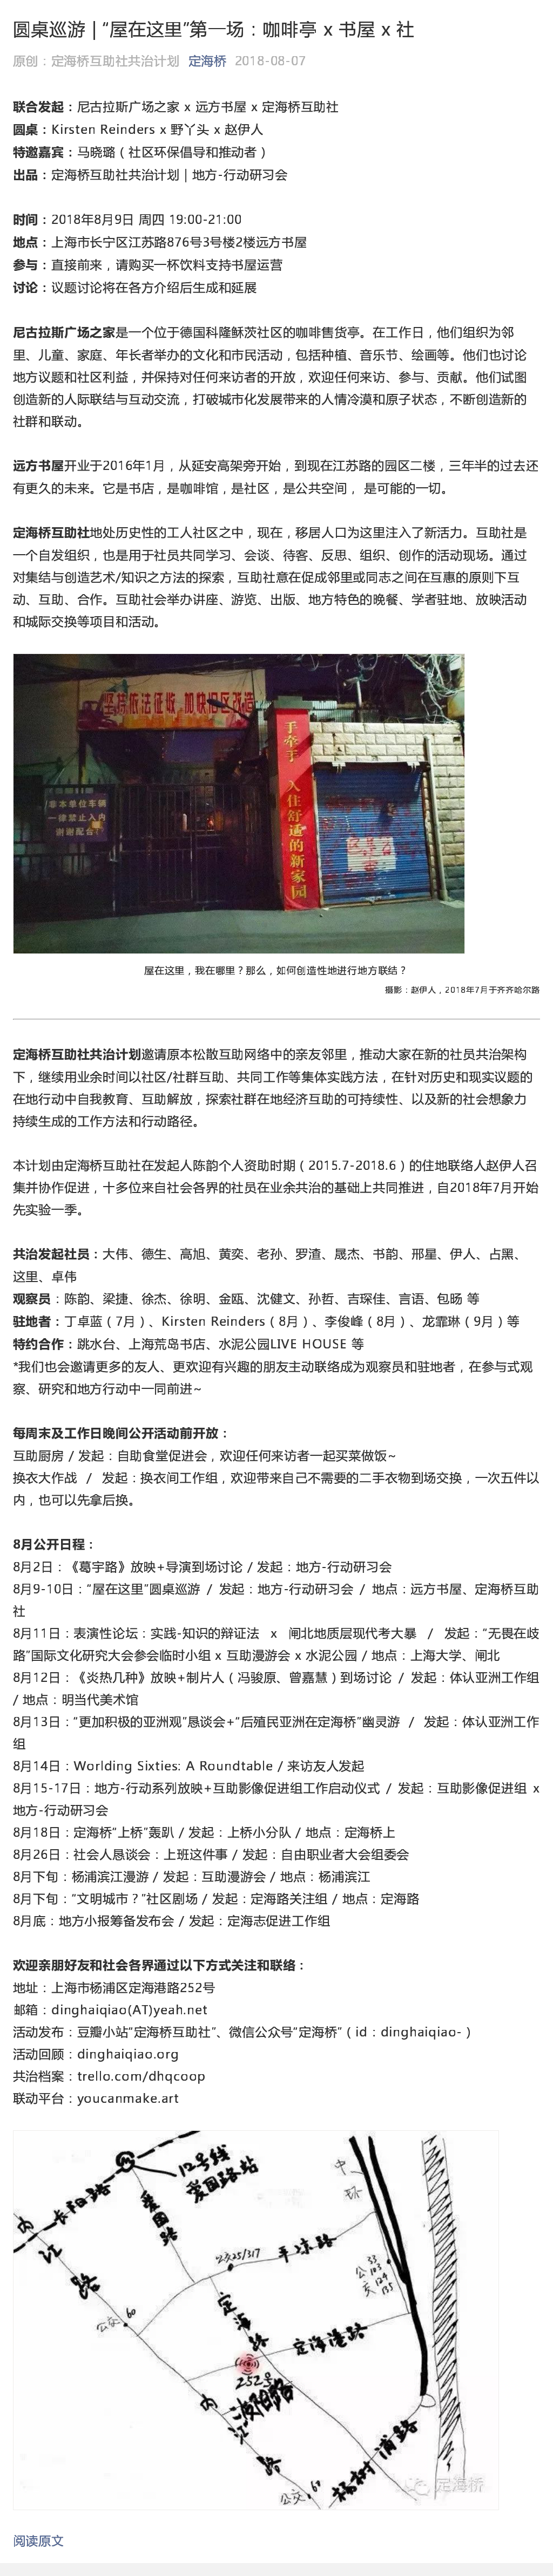 圆桌巡游 | “屋在这里”第一场：咖啡亭 x 书屋 x 社
原创：定海桥互助社共治计划 定海桥 2018-08-07
联合发起：尼古拉斯广场之家 x 远方书屋 x 定海桥互助社
圆桌：Kirsten Reinders x 野丫头 x 赵伊人
特邀嘉宾：马晓璐（社区环保倡导和推动者）
出品：定海桥互助社共治计划 | 地方-行动研习会
时间：2018年8月9日 周四 19:00-21:00
地点：上海市长宁区江苏路876号3号楼2楼远方书屋
参与：直接前来，请购买一杯饮料支持书屋运营
讨论：议题讨论将在各方介绍后生成和延展
尼古拉斯广场之家是一个位于德国科隆稣茨社区的咖啡售货亭。在工作日，他们组织为邻
里、儿童、家庭、年长者举办的文化和市民活动，包括种植、音乐节、绘画等。他们也讨论
地方议题和社区利益，并保持对任何来访者的开放，欢迎任何来访、参与、贡献。他们试图
创造新的人际联结与互动交流，打破城市化发展带来的人情冷漠和原子状态，不断创造新的
社群和联动。
远方书屋开业于2016年1月，从延安高架旁开始，到现在江苏路的园区二楼，三年半的过去还
有更久的未来。它是书店，是咖啡馆，是社区，是公共空间， 是可能的一切。
定海桥互助社地处历史性的工人社区之中，现在，移居人口为这里注入了新活力。互助社是
一个自发组织，也是用于社员共同学习、会谈、待客、反思、组织、创作的活动现场。通过
对集结与创造艺术/知识之方法的探索，互助社意在促成邻里或同志之间在互惠的原则下互
动、互助、合作。互助社会举办讲座、游览、出版、地方特色的晚餐、学者驻地、放映活动
和城际交换等项目和活动。
坚持依法征收 加快旧区改造
手牵手 入住舒适的新家园
非本单位车辆
一律禁止入内
谢谢配合
屋在这里，我在哪里？那么，如何创造性地进行地方联结？
摄影：赵伊人，2018年7月于齐齐哈尔路
定海桥互助社共治计划邀请原本松散互助网络中的亲友邻里，推动大家在新的社员共治架构
下，继续用业余时间以社区/社群互助、共同工作等集体实践方法，在针对历史和现实议题的
在地行动中自我教育、互助解放，探索社群在地经济互助的可持续性、以及新的社会想象力
持续生成的工作方法和行动路径。
本计划由定海桥互助社在发起人陈韵个人资助时期（2015.7-2018.6）的住地联络人赵伊人召
集并协作促进，十多位来自社会各界的社员在业余共治的基础上共同推进，自2018年7月开始
先实验一季。
共治发起社员：大伟、德生、高旭、黄奕、老孙、罗渣、晟杰、书韵、邢星、伊人、占黑、
这里、卓伟
观察员：陈韵、梁捷、徐杰、徐明、金瓯、沈健文、孙哲、吉琛佳、言语、包旸 等
驻地者：丁卓蓝（7月）、Kirsten Reinders（8月）、李俊峰（8月）、龙霏琳（9月）等
特约合作：跳水台、上海荒岛书店、水泥公园LIVE HOUSE 等
*我们也会邀请更多的友人、更欢迎有兴趣的朋友主动联络成为观察员和驻地者，在参与式观
察、研究和地方行动中一同前进~
每周末及工作日晚间公开活动前开放：
互助厨房 / 发起：自助食堂促进会，欢迎任何来访者一起买菜做饭~
换衣大作战 / 发起：换衣间工作组，欢迎带来自己不需要的二手衣物到场交换，一次五件以
内，也可以先拿后换。
8月公开日程：
8月2日：《葛宇路》放映+导演到场讨论 / 发起：地方-行动研习会
8月9-10日：“屋在这里”圆桌巡游 / 发起：地方-行动研习会 / 地点：远方书屋、定海桥互助
社
8月11日：表演性论坛：实践-知识的辩证法 x 闸北地质层现代考大暴 / 发起：“无畏在歧
路”国际文化研究大会参会临时小组 x 互助漫游会 x 水泥公园 / 地点：上海大学、闸北
8月12日：《炎热几种》放映+制片人（冯骏原、曾嘉慧）到场讨论 / 发起：体认亚洲工作组
/ 地点：明当代美术馆
8月13日：“更加积极的亚洲观”恳谈会+“后殖民亚洲在定海桥”幽灵游 / 发起：体认亚洲工作
组
8月14日：Worlding Sixties: A Roundtable / 来访友人发起
8月15-17日：地方-行动系列放映+互助影像促进组工作启动仪式 / 发起：互助影像促进组 x
地方-行动研习会
8月18日：定海桥“上桥”轰趴 / 发起：上桥小分队 / 地点：定海桥上
8月26日：社会人恳谈会：上班这件事 / 发起：自由职业者大会组委会
8月下旬：杨浦滨江漫游 / 发起：互助漫游会 / 地点：杨浦滨江
8月下旬：“文明城市？”社区剧场 / 发起：定海路关注组 / 地点：定海路
8月底：地方小报筹备发布会 / 发起：定海志促进工作组
欢迎亲朋好友和社会各界通过以下方式关注和联络：
地址：上海市杨浦区定海港路252号
邮箱：dinghaiqiao(AT)yeah.net
活动发布：豆瓣小站“定海桥互助社”、微信公众号“定海桥”（id：dinghaiqiao-）
活动回顾：dinghaiqiao.org
共治档案：trello.com/dhqcoop
联动平台：youcanmake.art
12号线
爱国路站
长阳路
爱国路
内江路
中环
公交25/317
平凉路
公交
33
103
124
135
公交60
定海路
定海港路
252号
波阳路
内江路
公交60
杨树浦路
定海桥
阅读原文